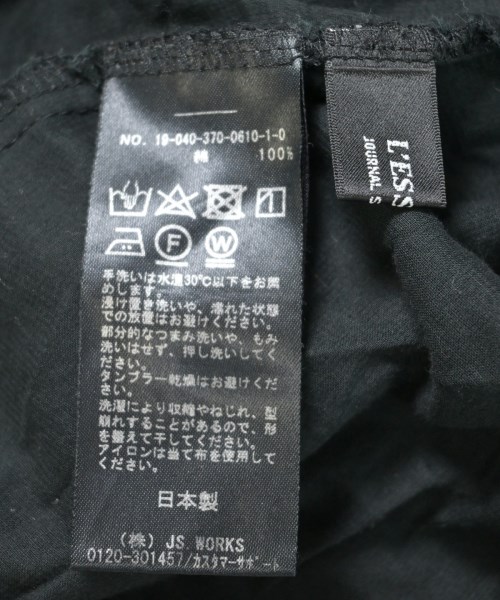 NO. 19-040-370-0610-1-0
綿 100%
F W
手洗いは水温30℃以下をお薦
めします。
浸け置き洗いや、濡れた状態
での放置はお避けください。
部分的なつまみ洗いや、もみ
洗いはせず、押し洗いしてく
ださい。
タンブラー乾燥はお避けくださ
い。
洗濯により収縮やねじれ、型
崩れすることがあるので、形
を整えて干してください。
アイロンは当て布を使用して
ください。
日本製
(株) JS.WORKS
0120-301457/カスタマーサポート
L'ESS
JOURNAL S